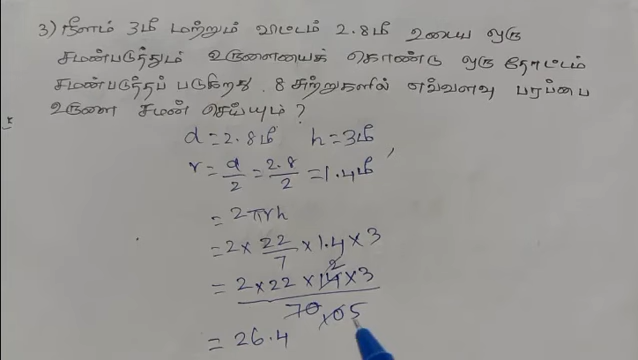 3) நீளம் 3மீ மற்றும் விட்டம் 2.8மீ உடைய ஒரு
சமன்படுத்தும் உருளையைக் கொண்டு ஒரு தோட்டம்
சமன்படுத்தப் படுகிறது. 8 சுற்றுகளில் எவ்வளவு பரப்பை
உருளை சமன் செய்யும்?
d = 2.8மீ h = 3மீ,
r = d/2 = 2.8/2 = 1.4மீ
= 2πrh
= 2 × 22/7 × 1.4 × 3
= 2 × 22 × 14 2 × 3 / 70 × 05
= 26.4